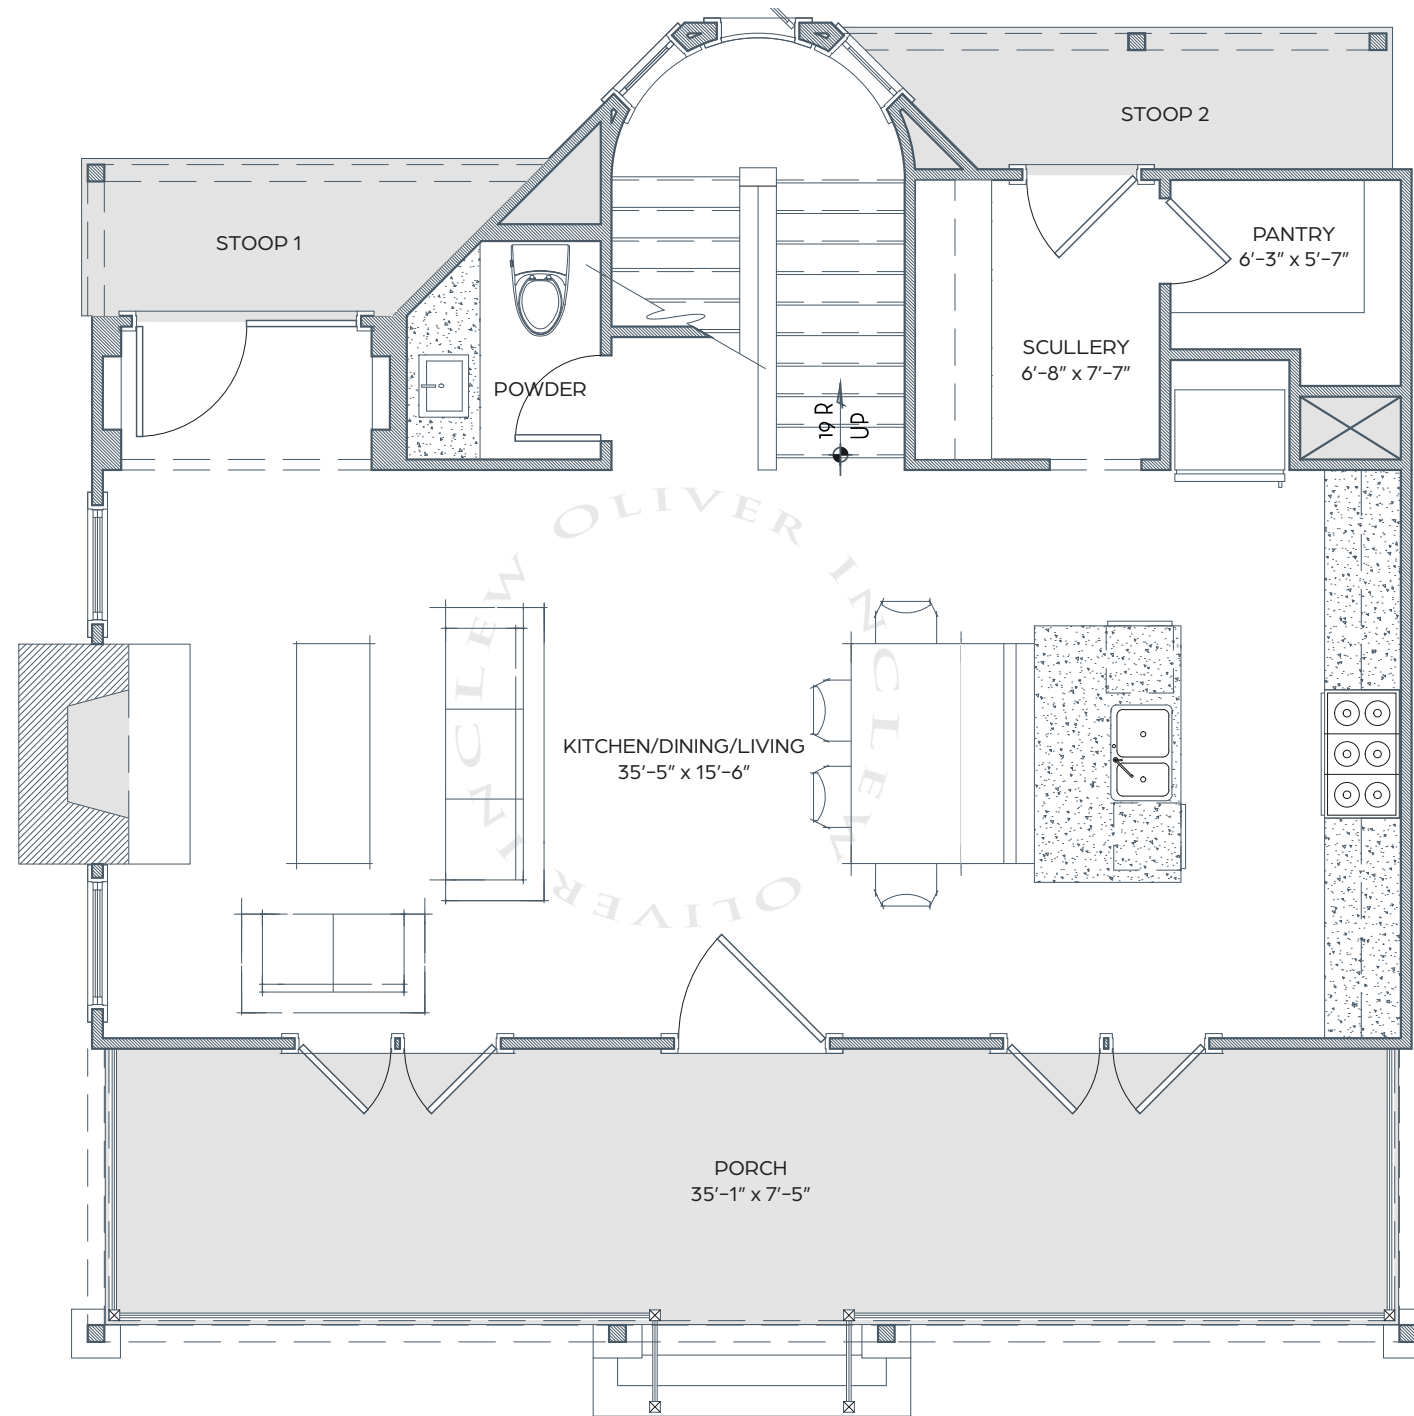 STOOP 2
STOOP 1
PANTRY
6'-3" x 5'-7"
SCULLERY
6'-8" x 7'-7"
POWDER
19 R
UP
OLIVER INCLEW OLIVER INCLEW
KITCHEN/DINING/LIVING
35'-5" x 15'-6"
PORCH
35'-1" x 7'-5"